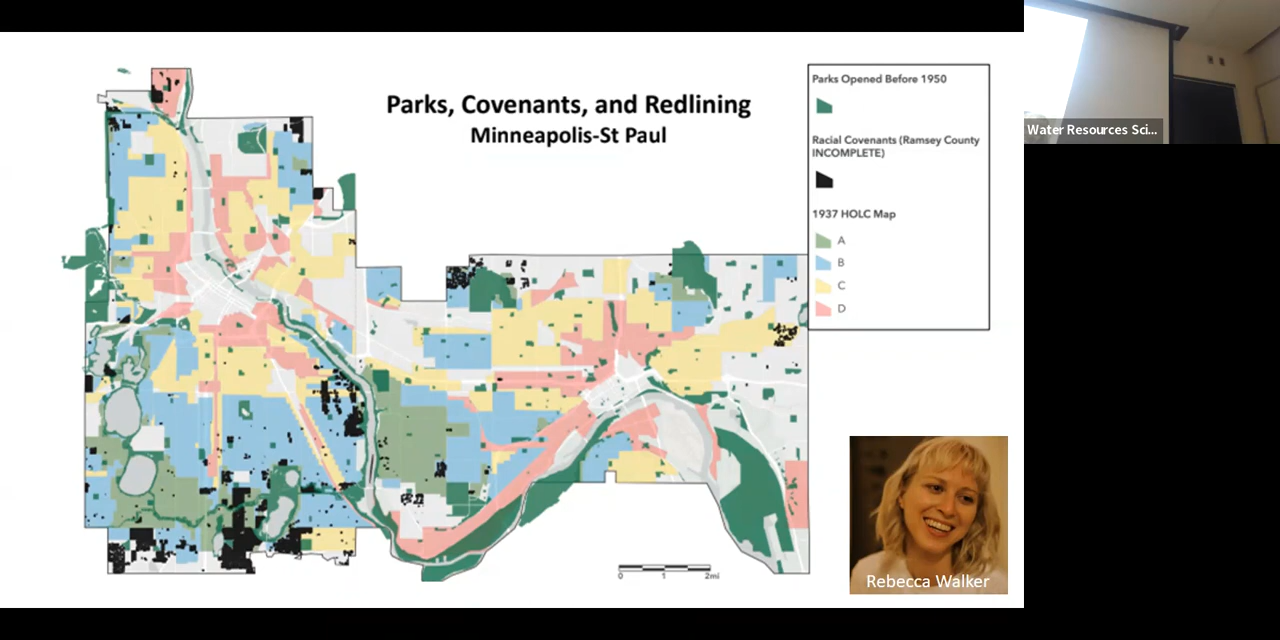 Parks, Covenants, and Redlining
Minneapolis-St Paul
Parks Opened Before 1950
Racial Covenants (Ramsey County
INCOMPLETE)
1937 HOLC Map
A
B
C
D
0 1 2mi
Rebecca Walker
Water Resources Sci...